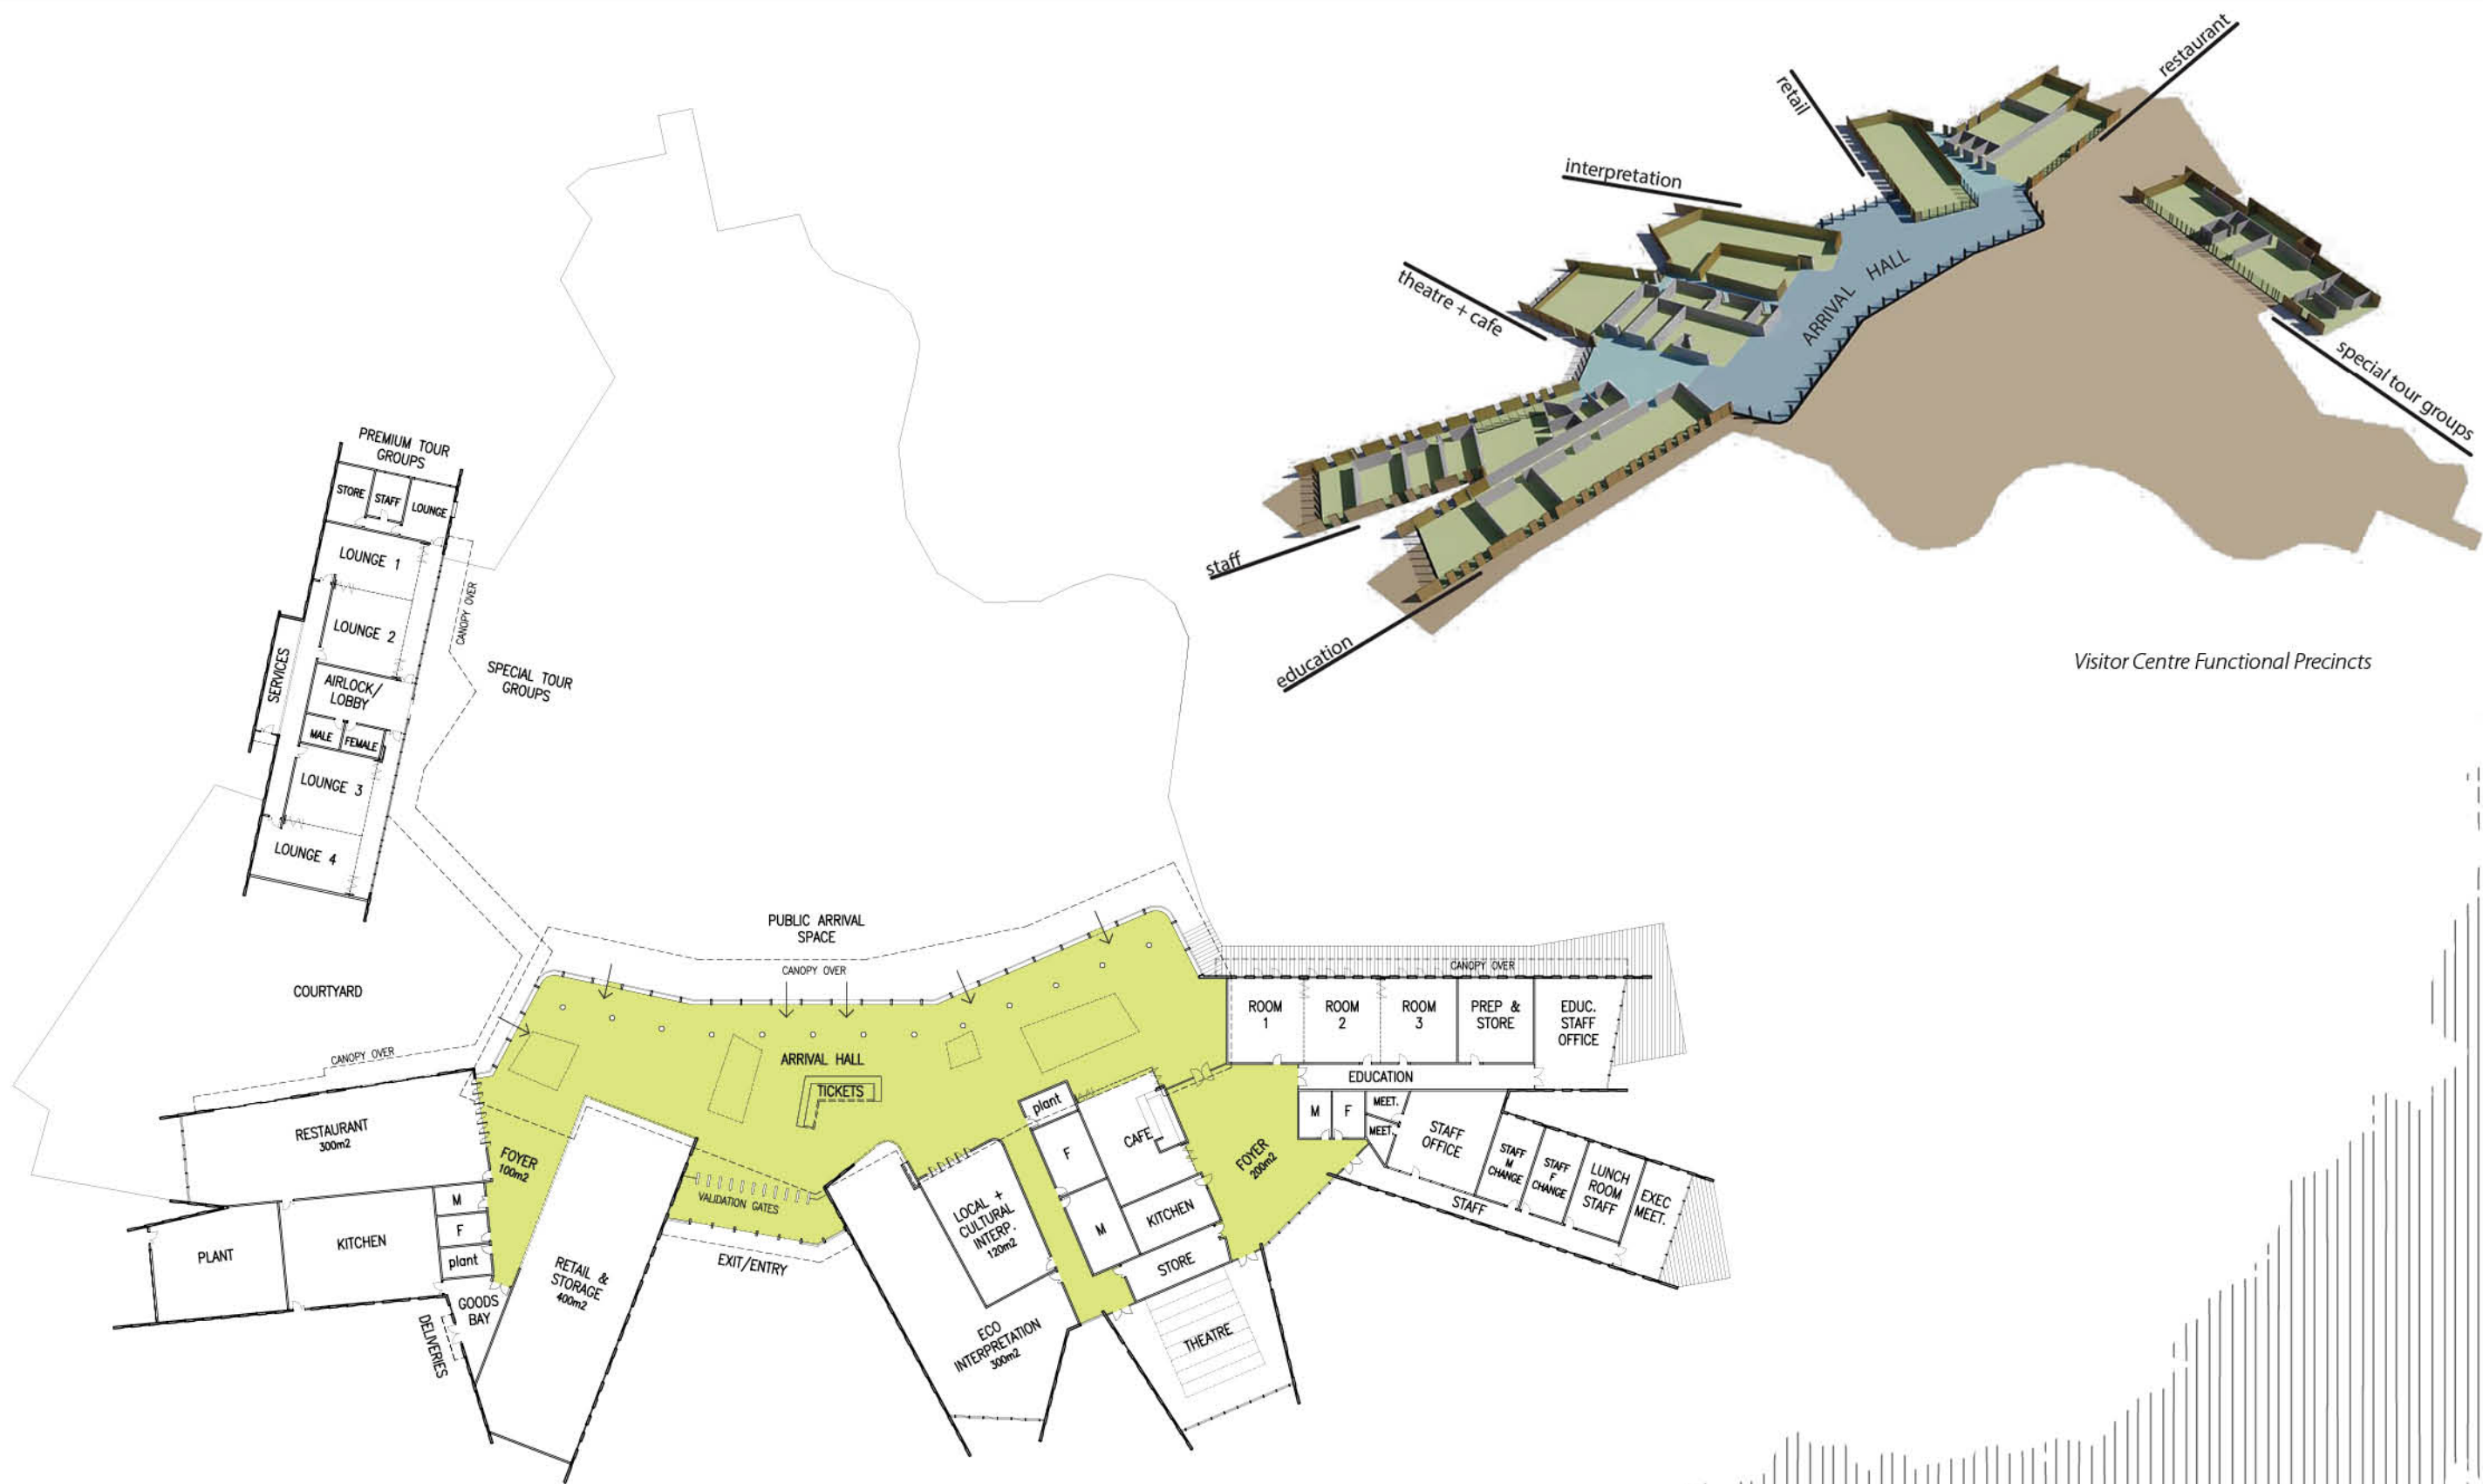 restaurant
retail
interpretation
theatre + cafe
ARRIVAL HALL
special tour groups
staff
education
Visitor Centre Functional Precincts
PREMIUM TOUR
GROUPS
STORE
STAFF
LOUNGE
LOUNGE 1
LOUNGE 2
CANOPY OVER
SERVICES
AIRLOCK/
LOBBY
MALE
FEMALE
LOUNGE 3
LOUNGE 4
SPECIAL TOUR
GROUPS
PUBLIC ARRIVAL
SPACE
CANOPY OVER
COURTYARD
CANOPY OVER
ARRIVAL HALL
TICKETS
CANOPY OVER
ROOM
1
ROOM
2
ROOM
3
PREP &
STORE
EDUC.
STAFF
OFFICE
EDUCATION
RESTAURANT
300m2
FOYER
100m2
M
F
plant
KITCHEN
PLANT
GOODS
BAY
DELIVERIES
RETAIL &
STORAGE
400m2
VALIDATION GATES
EXIT/ENTRY
LOCAL +
CULTURAL
INTERP.
120m2
ECO
INTERPRETATION
300m2
plant
F
M
CAFE
KITCHEN
STORE
THEATRE
FOYER
200m2
M
F
MEET.
MEET.
STAFF
OFFICE
STAFF
M
CHANGE
STAFF
F
CHANGE
LUNCH
ROOM
STAFF
EXEC
MEET.
STAFF